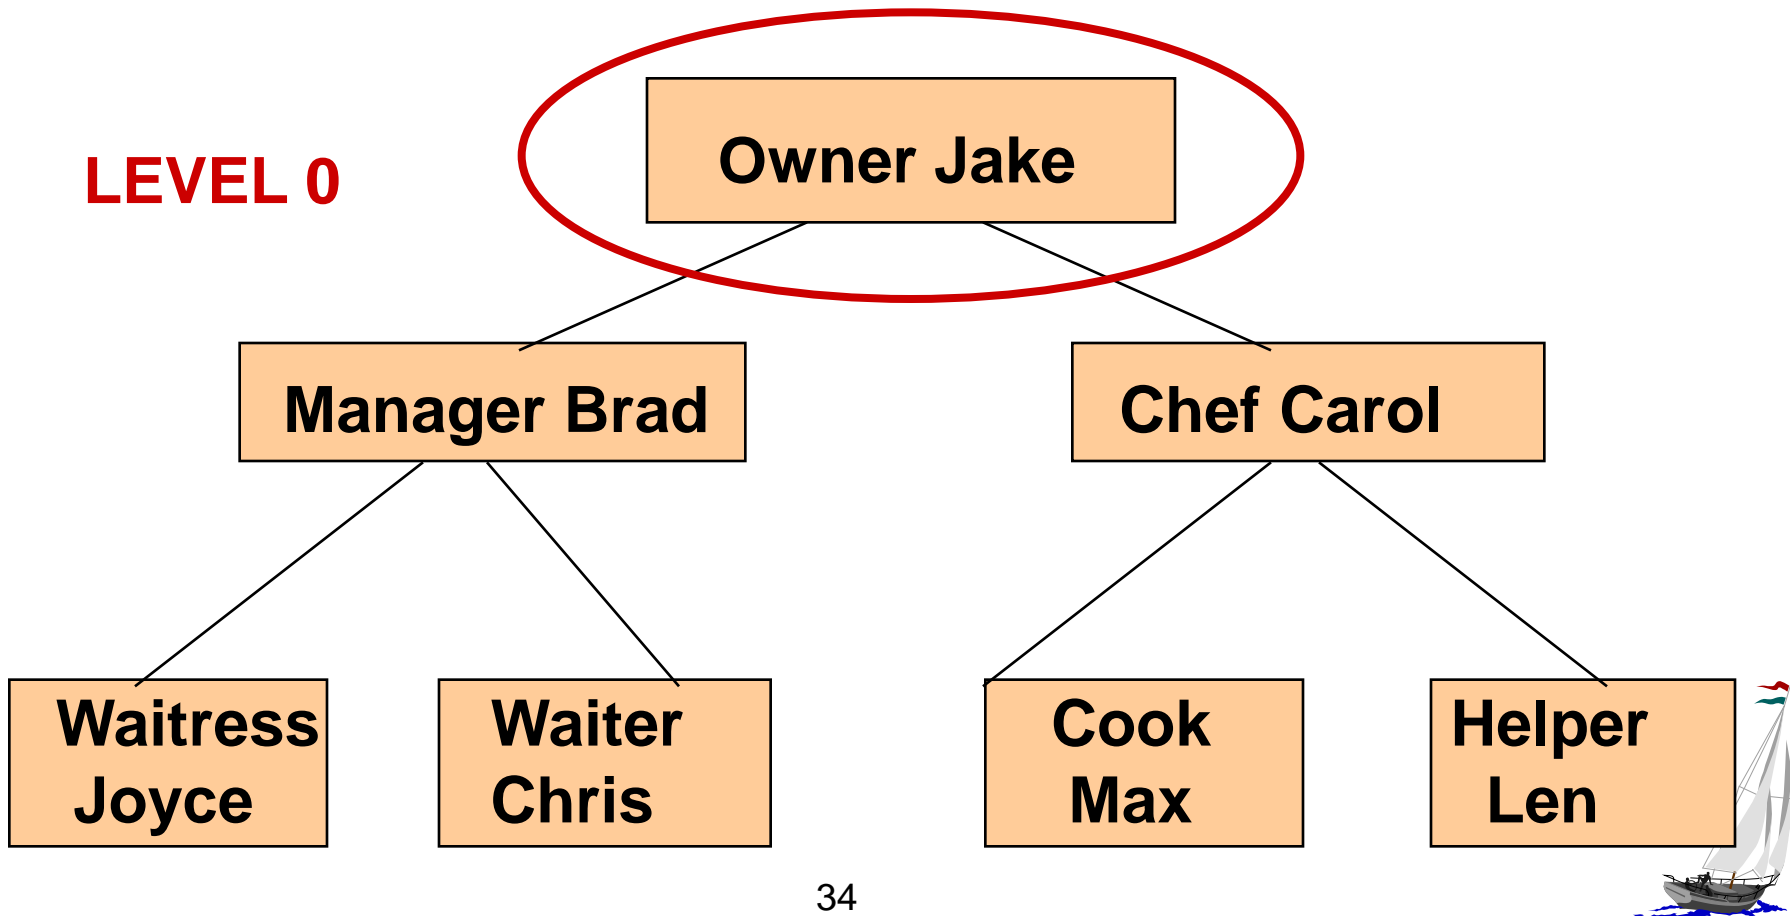 Owner Jake
LEVEL 0
Manager Brad
Chef Carol
Waitress
Joyce
Waiter
Chris
Cook
Max
Helper
Len
34